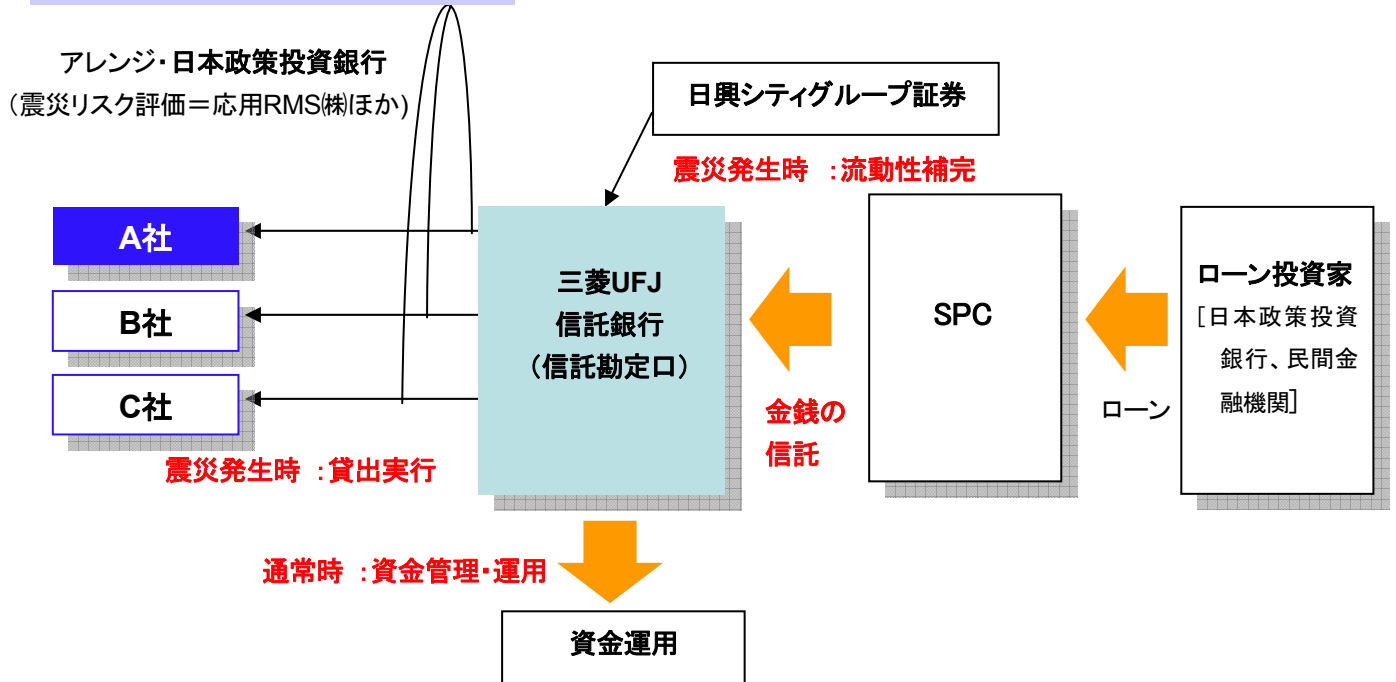 アレンジ・日本政策投資銀行
(震災リスク評価=応用RMS㈱ほか)
日興シティグループ証券
震災発生時 :流動性補完
A社
B社
C社
三菱UFJ
信託銀行
(信託勘定口)
SPC
ローン投資家
[日本政策投資
銀行、民間金
融機関]
金銭の
信託
ローン
震災発生時 :貸出実行
通常時 :資金管理・運用
資金運用